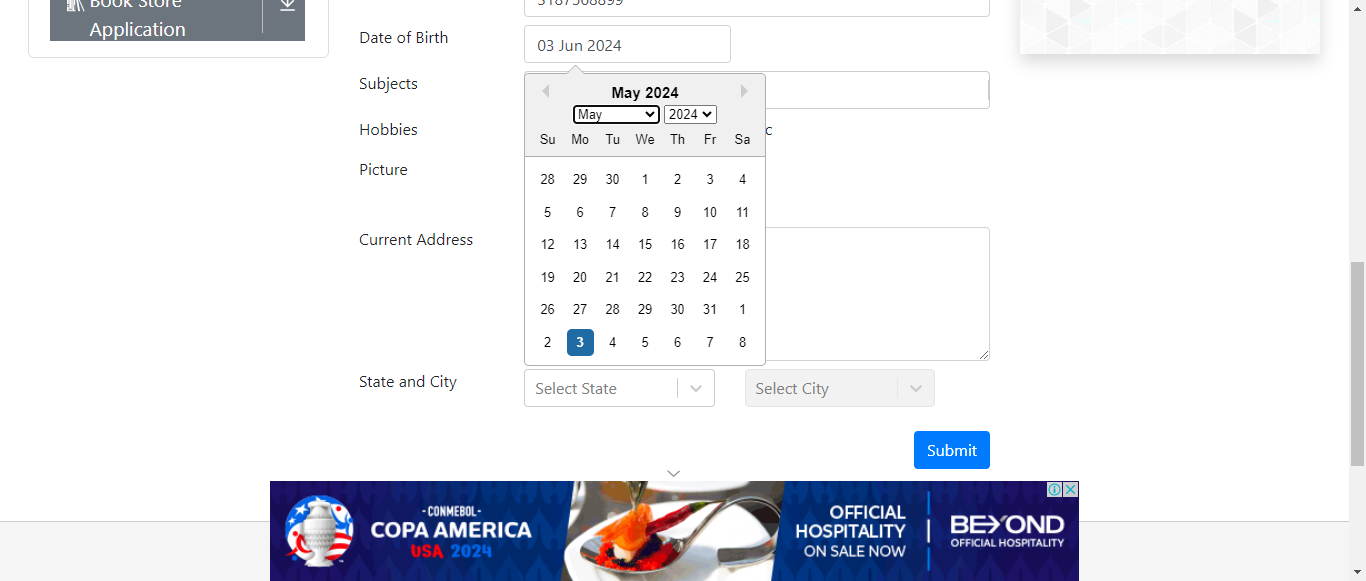 Book Store
Application
Date of Birth
03 Jun 2024
Subjects
Hobbies
c
Picture
Current Address
May 2024
May
2024
Su Mo Tu We Th Fr Sa
28 29 30 1 2 3 4
5 6 7 8 9 10 11
12 13 14 15 16 17 18
19 20 21 22 23 24 25
26 27 28 29 30 31 1
2 3 4 5 6 7 8
State and City
Select State
Select City
Submit
-CONMEBOL-
COPA AMERICA
USA 2024
OFFICIAL
HOSPITALITY
ON SALE NOW
BEYOND
OFFICIAL HOSPITALITY